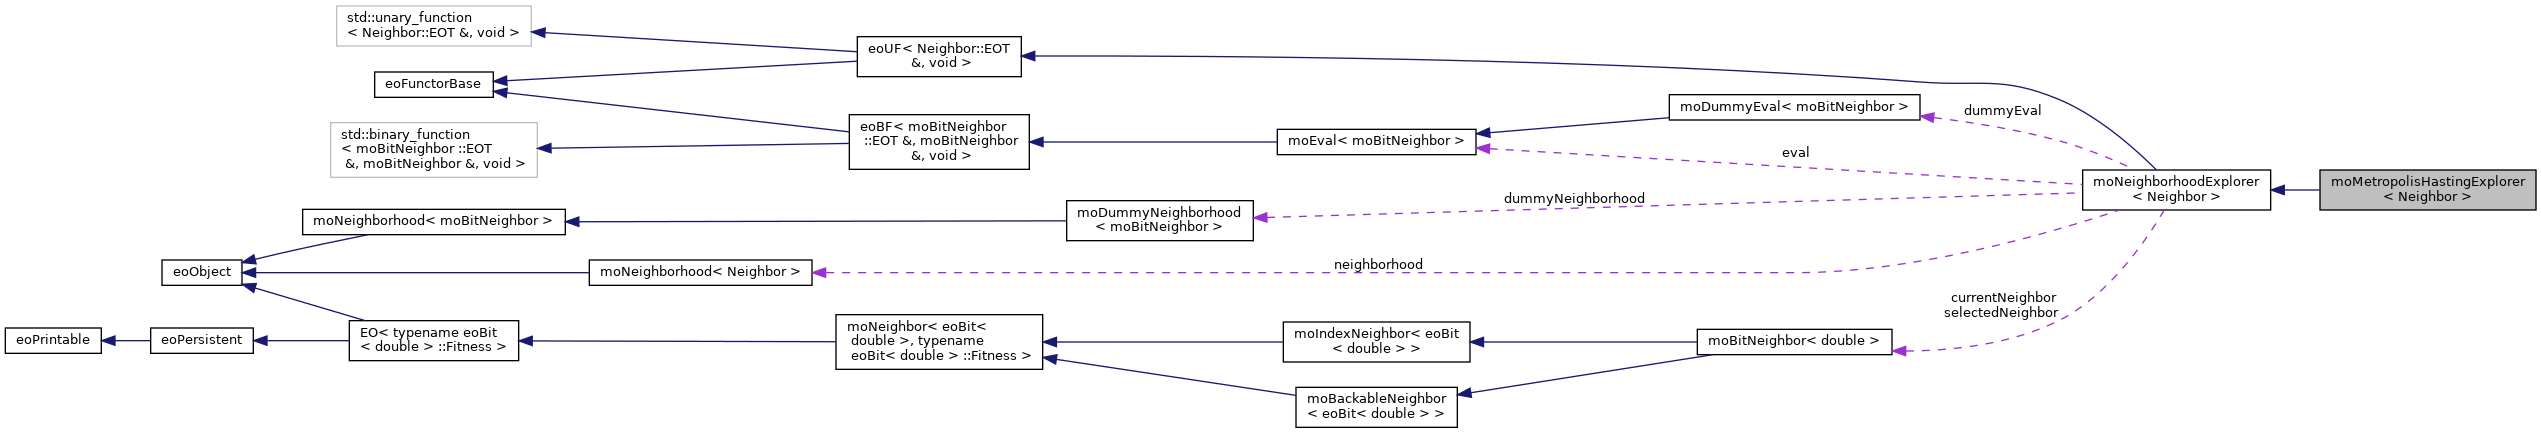 std::unary_function
< Neighbor::EOT &, void >
eoUF< Neighbor::EOT
&, void >
eoFunctorBase
moDummyEval< moBitNeighbor >
dummyEval
std::binary_function
< moBitNeighbor ::EOT
&, moBitNeighbor &, void >
eoBF< moBitNeighbor
::EOT &, moBitNeighbor
&, void >
moEval< moBitNeighbor >
eval
moNeighborhoodExplorer
< Neighbor >
moMetropolisHastingExplorer
< Neighbor >
dummyNeighborhood
moNeighborhood< moBitNeighbor >
moDummyNeighborhood
< moBitNeighbor >
eoObject
moNeighborhood< Neighbor >
neighborhood
currentNeighbor
selectedNeighbor
eoPrintable
eoPersistent
EO< typename eoBit
< double > ::Fitness >
moNeighbor< eoBit<
double >, typename
eoBit< double > ::Fitness >
moIndexNeighbor< eoBit
< double > >
moBitNeighbor< double >
moBackableNeighbor
< eoBit< double > >